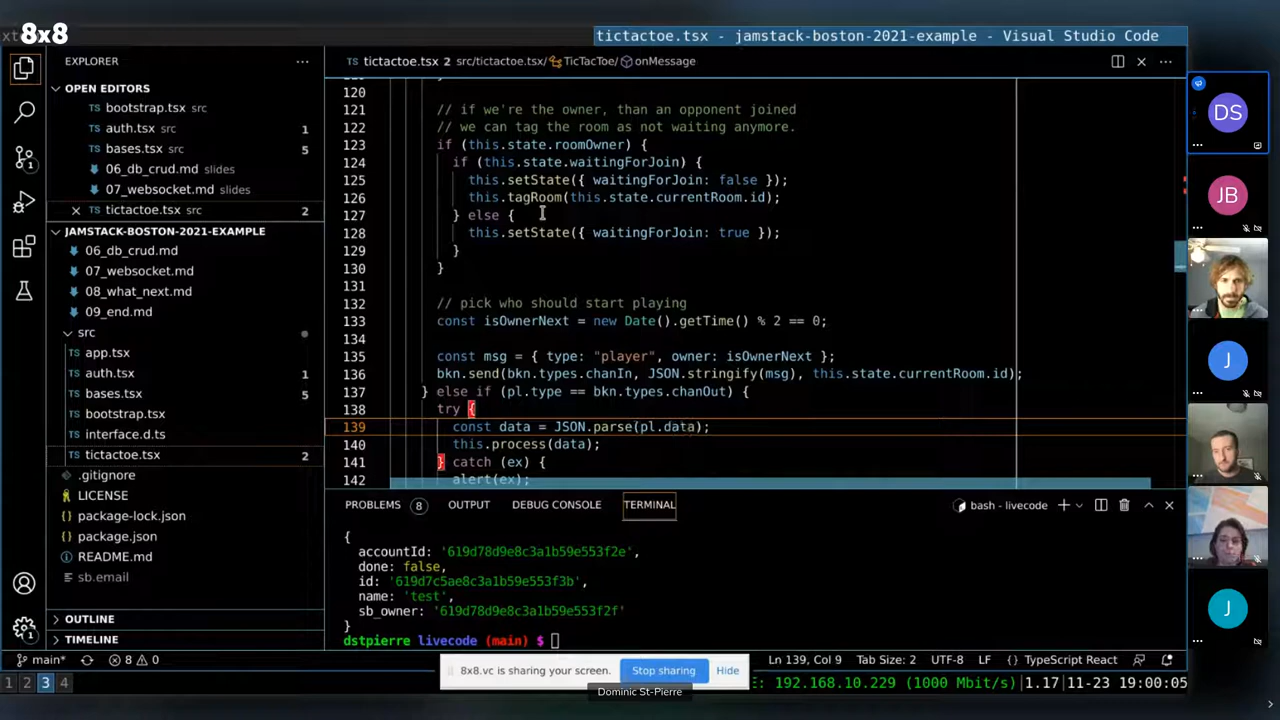 8x8
tictactoe.tsx - jamstack-boston-2021-example - Visual Studio Code
EXPLORER
OPEN EDITORS
bootstrap.tsx src
auth.tsx src 1
bases.tsx src 5
06_db_crud.md slides
07_websocket.md slides
tictactoe.tsx src 2
JAMSTACK-BOSTON-2021-EXAMPLE
06_db_crud.md
07_websocket.md
08_what_next.md
09_end.md
src
app.tsx
auth.tsx 1
bases.tsx 5
bootstrap.tsx
interface.d.ts
tictactoe.tsx 2
.gitignore
LICENSE
package-lock.json
package.json
README.md
sb.email
OUTLINE
TIMELINE
tictactoe.tsx 2 src/tictactoe.tsx/TicTacToe/onMessage
120
121 // if we're the owner, than an opponent joined
122 // we can tag the room as not waiting anymore.
123 if (this.state.roomOwner) {
124 if (this.state.waitingForJoin) {
125 this.setState({ waitingForJoin: false });
126 this.tagRoom(this.state.currentRoom.id);
127 } else {
128 this.setState({ waitingForJoin: true });
129 }
130 }
131
132 // pick who should start playing
133 const isOwnerNext = new Date().getTime() % 2 == 0;
134
135 const msg = { type: "player", owner: isOwnerNext };
136 bkn.send(bkn.types.chanIn, JSON.stringify(msg), this.state.currentRoom.id);
137 } else if (pl.type == bkn.types.chanOut) {
138 try {
139 const data = JSON.parse(pl.data);
140 this.process(data);
141 } catch (ex) {
142 alert(ex);
PROBLEMS 8 OUTPUT DEBUG CONSOLE TERMINAL bash - livecode
{
accountId: '619d78d9e8c3a1b59e553f2e',
done: false,
id: '619d7c5ae8c3a1b59e553f3b',
name: 'test',
sb_owner: '619d78d9e8c3a1b59e553f2f'
}
dstpierre livecode (main) $
main* 8 0 Ln 139, Col 9 Tab Size: 2 UTF-8 LF {} TypeScript React
8x8.vc is sharing your screen. Stop sharing Hide
1 2 3 4 E: 192.168.10.229 (1000 Mbit/s)|1.17|11-23 19:00:05
Dominic St-Pierre
DS
JB
J
J